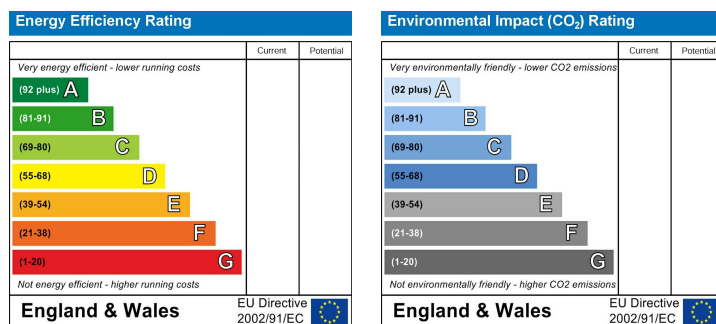 Energy Efficiency Rating
Current Potential
Very energy efficient - lower running costs
(92 plus) A
(81-91) B
(69-80) C
(55-68) D
(39-54) E
(21-38) F
(1-20) G
Not energy efficient - higher running costs
England & Wales
EU Directive
2002/91/EC
Environmental Impact (CO₂) Rating
Current Potential
Very environmentally friendly - lower CO2 emissions
(92 plus) A
(81-91) B
(69-80) C
(55-68) D
(39-54) E
(21-38) F
(1-20) G
Not environmentally friendly - higher CO2 emissions
England & Wales
EU Directive
2002/91/EC